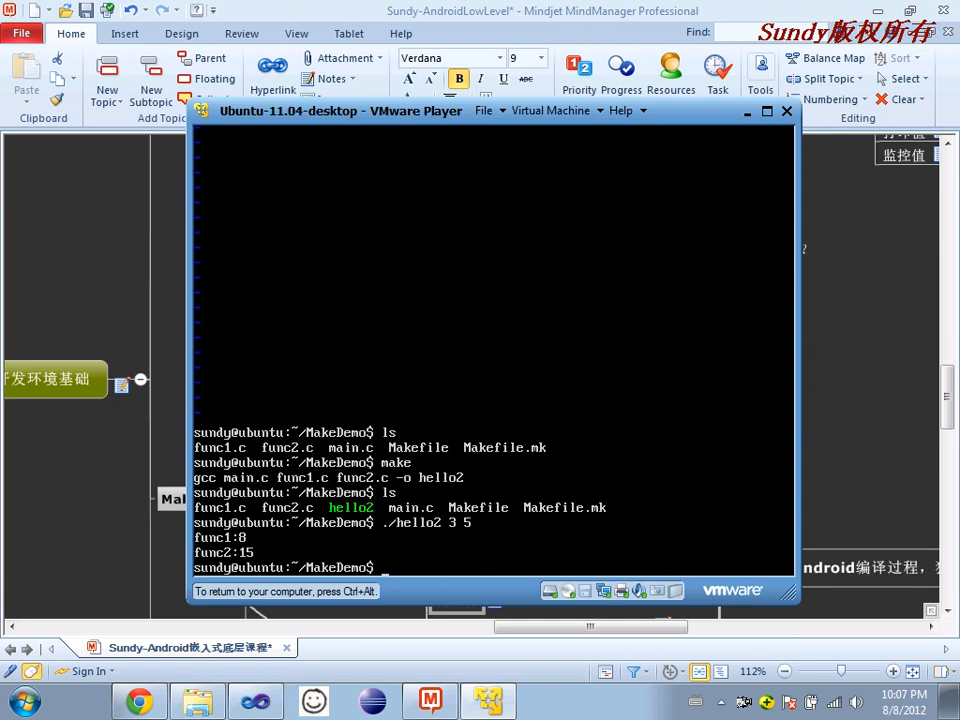 Sundy-AndroidLowLevel* - Mindjet MindManager Professional
File Home Insert Design Review View Tablet Help Find:
Sundy版权所有
Paste
Clipboard
New Topic
New Subtopic
Parent
Floating
Add Topic
Hyperlink
Attachment
Notes
Verdana 9
B I U ABC
Priority Progress Resources Task
Tools
Balance Map Sort
Split Topic Select
Numbering Clear
Editing
Ubuntu-11.04-desktop - VMware Player File Virtual Machine Help
监控值
sundy@ubuntu:~/MakeDemo$ ls
func1.c func2.c main.c Makefile Makefile.mk
sundy@ubuntu:~/MakeDemo$ make
gcc main.c func1.c func2.c -o hello2
sundy@ubuntu:~/MakeDemo$ ls
func1.c func2.c hello2 main.c Makefile Makefile.mk
sundy@ubuntu:~/MakeDemo$ ./hello2 3 5
func1:8
func2:15
sundy@ubuntu:~/MakeDemo$ _
To return to your computer, press Ctrl+Alt.
vmware
开发环境基础
Mak
ndroid编译过程，
Sundy-Android嵌入式底层课程*
Sign In
112%
10:07 PM
8/8/2012